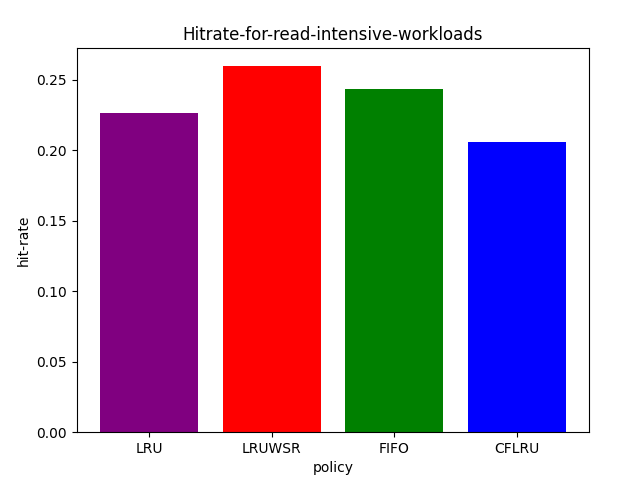 Hitrate-for-read-intensive-workloads
hit-rate
0.25
0.20
0.15
0.10
0.05
0.00
LRU LRUWSR FIFO CFLRU
policy